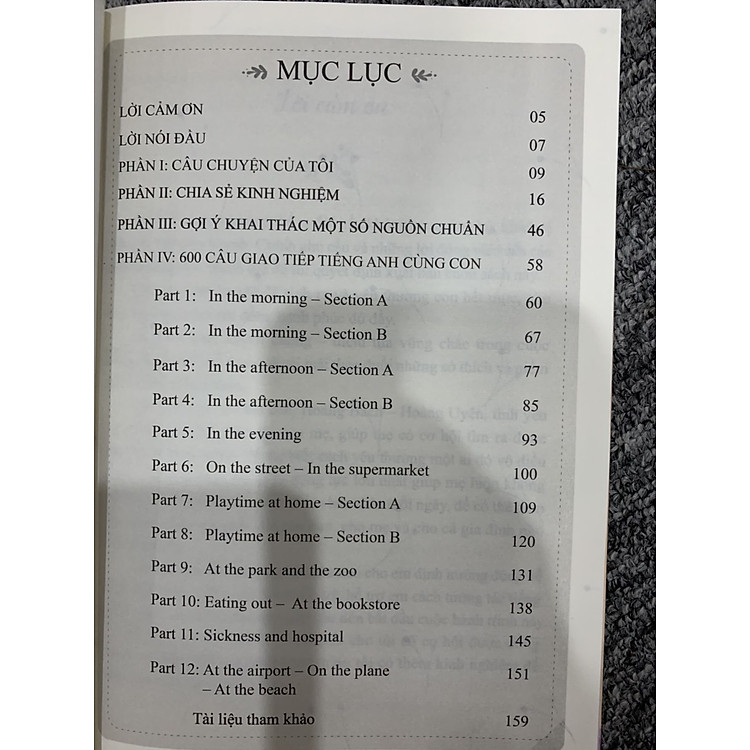 MỤC LỤC
LỜI CẢM ƠN 05
LỜI NÓI ĐẦU 07
PHẦN I: CÂU CHUYỆN CỦA TÔI 09
PHẦN II: CHIA SẺ KINH NGHIỆM 16
PHẦN III: GỢI Ý KHAI THÁC MỘT SỐ NGUỒN CHUẨN 46
PHẦN IV: 600 CÂU GIAO TIẾP TIẾNG ANH CÙNG CON 58
Part 1: In the morning – Section A 60
Part 2: In the morning – Section B 67
Part 3: In the afternoon – Section A 77
Part 4: In the afternoon – Section B 85
Part 5: In the evening 93
Part 6: On the street – In the supermarket 100
Part 7: Playtime at home – Section A 109
Part 8: Playtime at home – Section B 120
Part 9: At the park and the zoo 131
Part 10: Eating out – At the bookstore 138
Part 11: Sickness and hospital 145
Part 12: At the airport – On the plane 151
– At the beach
Tài liệu tham khảo 159